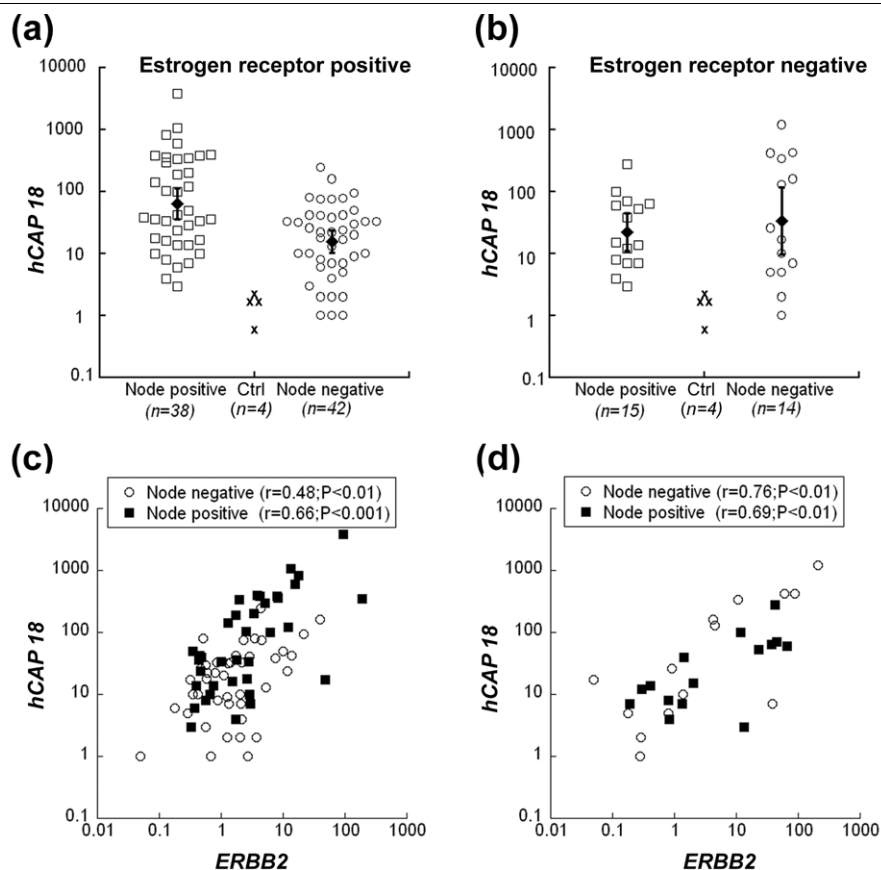 (a)
Estrogen receptor positive
10000
1000
100
10
1
0.1
hCAP 18
Node positive
(n=38)
Ctrl
(n=4)
Node negative
(n=42)
(b)
Estrogen receptor negative
10000
1000
100
10
1
0.1
hCAP 18
Node positive
(n=15)
Ctrl
(n=4)
Node negative
(n=14)
(c)
Node negative (r=0.48;P<0.01)
Node positive (r=0.66;P<0.001)
10000
1000
100
10
1
0.1
hCAP 18
0.01
0.1
1
10
100
1000
ERBB2
(d)
Node negative (r=0.76;P<0.01)
Node positive (r=0.69;P<0.01)
10000
1000
100
10
1
0.1
hCAP 18
0.01
0.1
1
10
100
1000
ERBB2